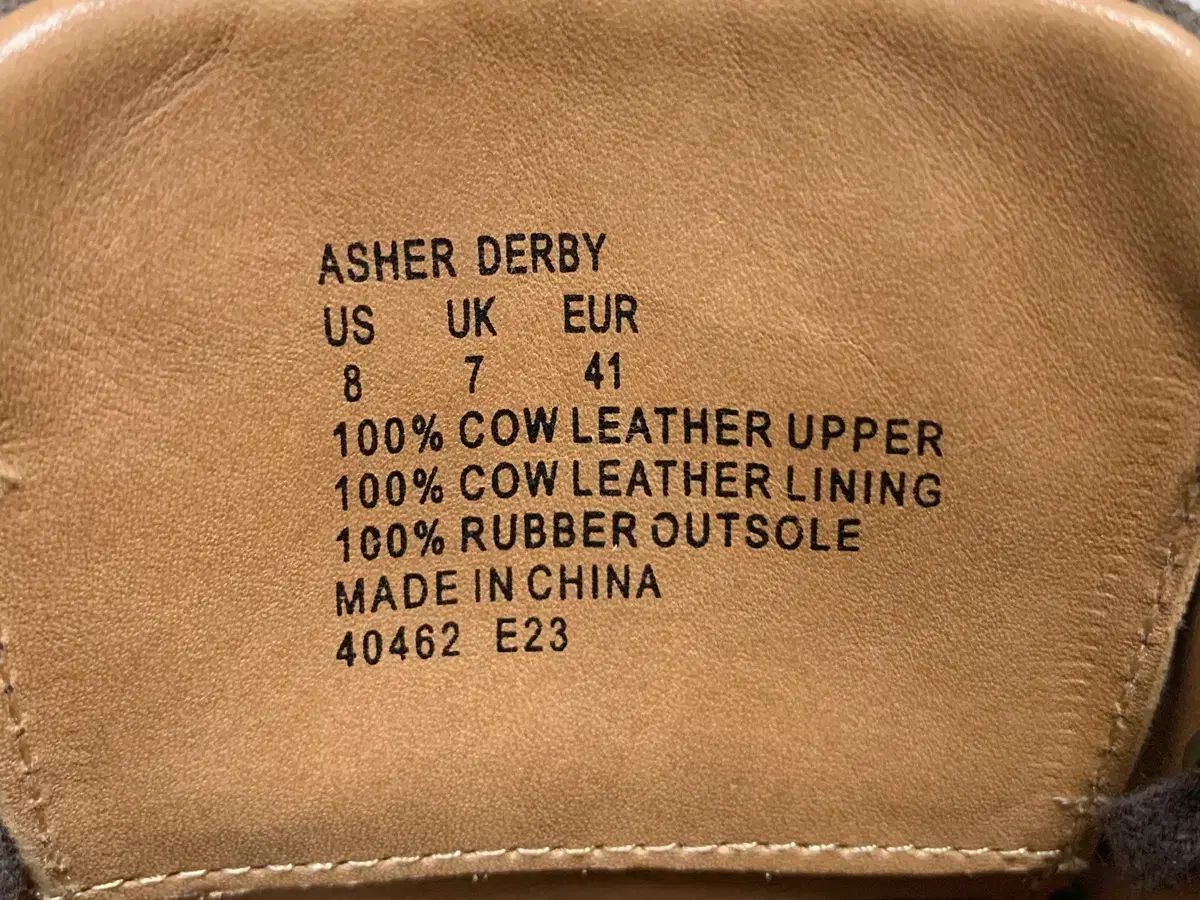 ASHER DERBY
US UK EUR
8 7 41
100% COW LEATHER UPPER
100% COW LEATHER LINING
100% RUBBER OUTSOLE
MADE IN CHINA
40462 E23